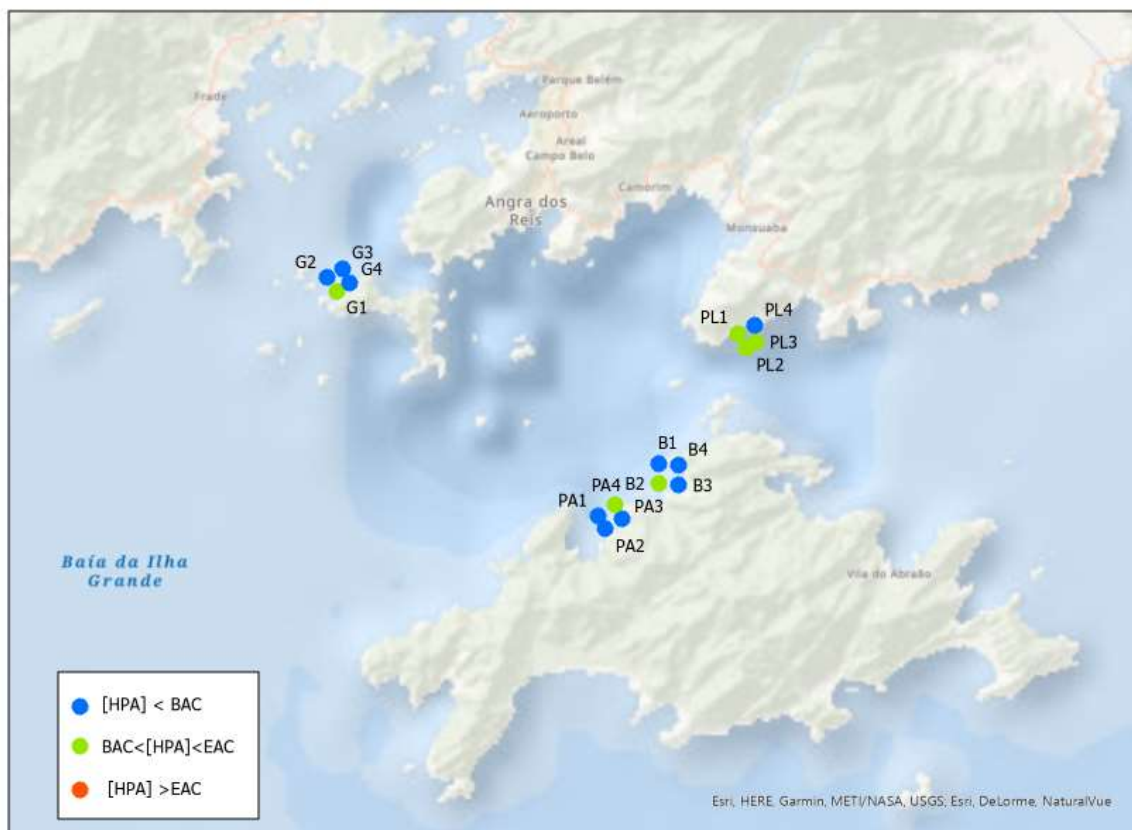 Parque Belém
Frade
Aeroporto
Areal
Campo Belo
Camorim
Angra dos
Reis
Monsuaba
G3
G2
G4
G1
PL4
PL1
PL3
PL2
B1
B4
PA4
B2
B3
PA1
PA3
PA2
Baía da Ilha
Grande
Vila do Abraão
[HPA] < BAC
BAC<[HPA]<EAC
[HPA] >EAC
Esri, HERE, Garmin, METI/NASA, USGS; Esri, DeLorme, NaturalVue